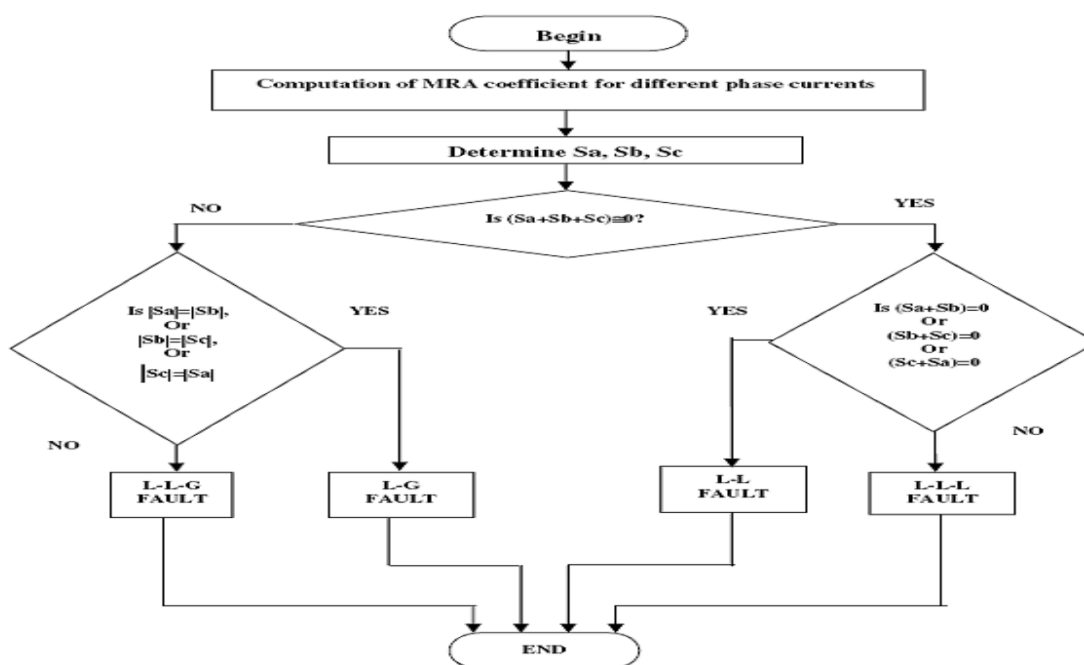 Begin
Computation of MRA coefficient for different phase currents
Determine Sa, Sb, Sc
NO
Is (Sa+Sb+Sc)≅0?
YES
Is |Sa|=|Sb|,
Or
|Sb|=|Sc|,
Or
|Sc|=|Sa|
YES
YES
Is (Sa+Sb)=0
Or
(Sb+Sc)=0
Or
(Sc+Sa)=0
NO
NO
L-L-G
FAULT
L-G
FAULT
L-L
FAULT
L-L-L
FAULT
END